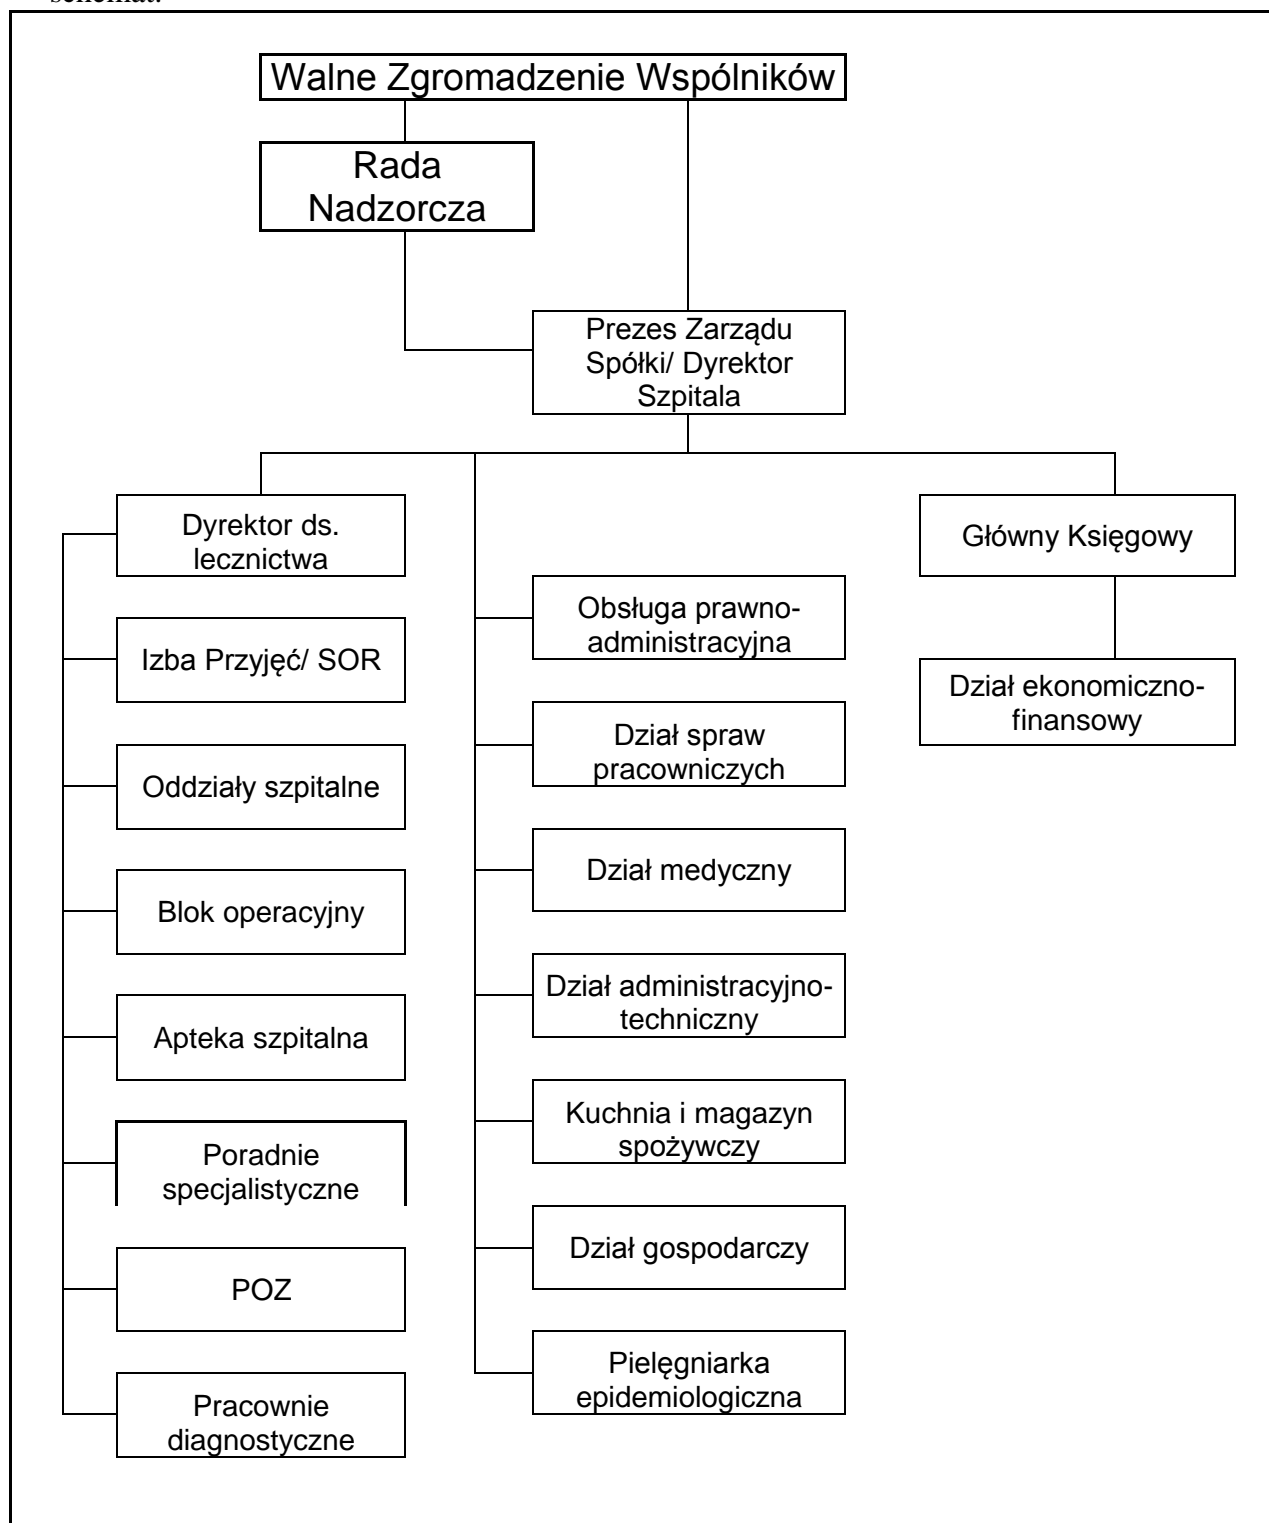 schemat.
Walne Zgromadzenie Wspólników
Rada
Nadzorcza
Prezes Zarządu
Spółki/ Dyrektor
Szpitala
Dyrektor ds.
lecznictwa
Izba Przyjęć/ SOR
Oddziały szpitalne
Blok operacyjny
Apteka szpitalna
Poradnie
specjalistyczne
POZ
Pracownie
diagnostyczne
Obsługa prawno-
administracyjna
Dział spraw
pracowniczych
Dział medyczny
Dział administracyjno-
techniczny
Kuchnia i magazyn
spożywczy
Dział gospodarczy
Pielęgniarka
epidemiologiczna
Główny Księgowy
Dział ekonomiczno-
finansowy